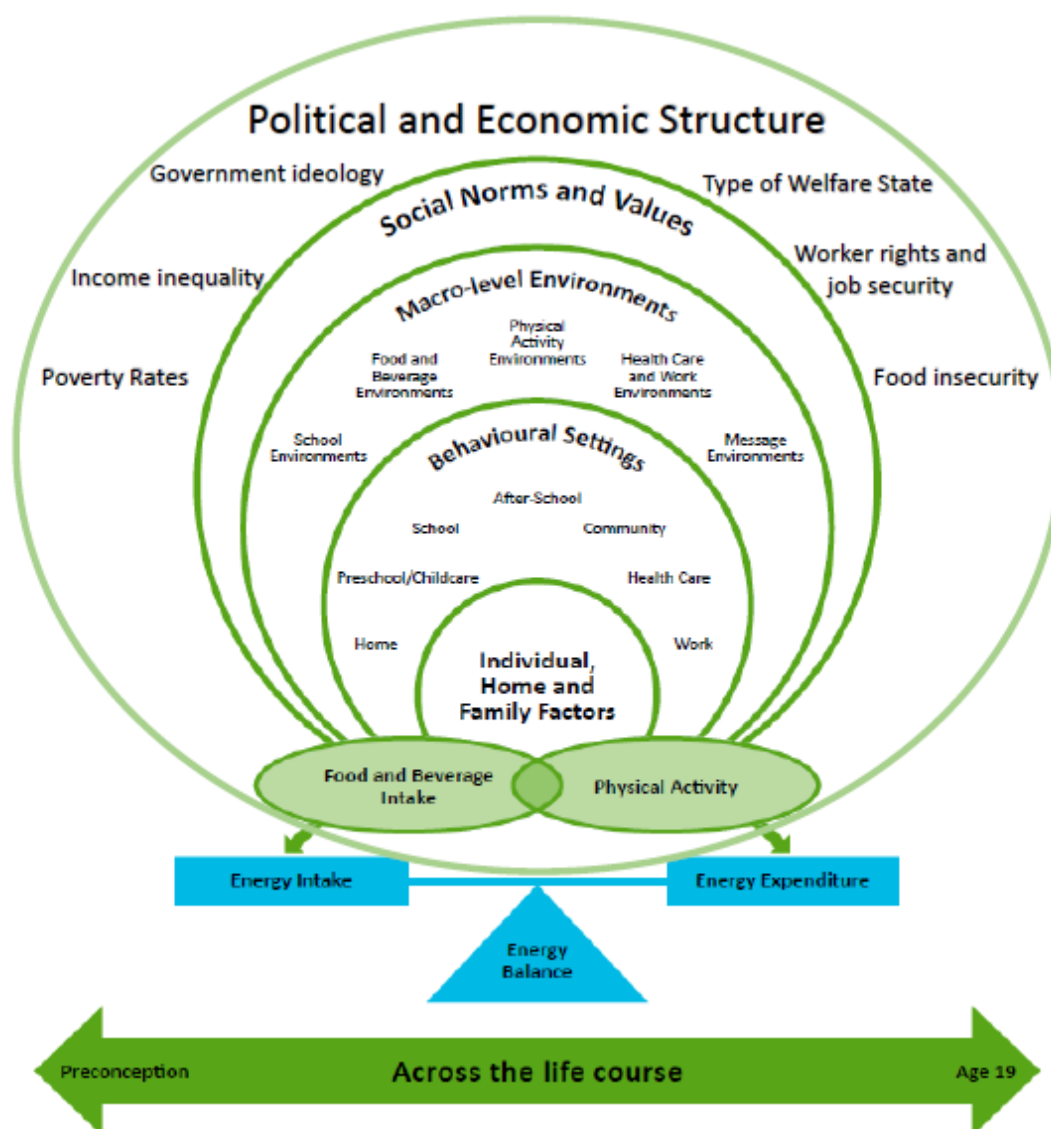 Political and Economic Structure
Government ideology
Type of Welfare State
Social Norms and Values
Income inequality
Worker rights and
job security
Macro-level Environments
Poverty Rates
Food insecurity
Physical
Activity
Environments
Food and
Beverage
Environments
Health Care
and Work
Environments
School
Environments
Message
Environments
Behavioural Settings
After-School
School
Community
Preschool/Childcare
Health Care
Home
Work
Individual,
Home and
Family Factors
Food and Beverage
Intake
Physical Activity
Energy Intake
Energy Expenditure
Energy
Balance
Preconception
Across the life course
Age 19